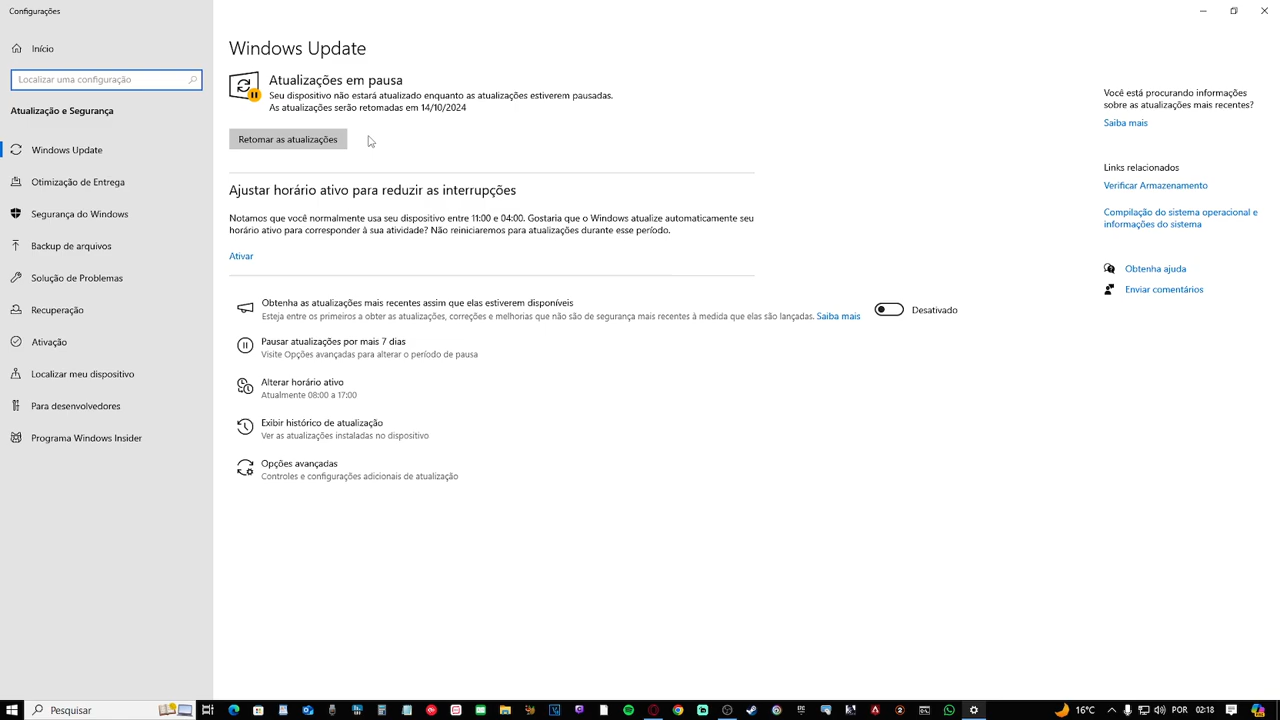 Configurações
Início
Localizar uma configuração
Atualização e Segurança
Windows Update
Otimização de Entrega
Segurança do Windows
Backup de arquivos
Solução de Problemas
Recuperação
Ativação
Localizar meu dispositivo
Para desenvolvedores
Programa Windows Insider
Windows Update
Atualizações em pausa
Seu dispositivo não estará atualizado enquanto as atualizações estiverem pausadas.
As atualizações serão retomadas em 14/10/2024
Retomar as atualizações
Ajustar horário ativo para reduzir as interrupções
Notamos que você normalmente usa seu dispositivo entre 11:00 e 04:00. Gostaria que o Windows atualize automaticamente seu
horário ativo para corresponder à sua atividade? Não reiniciaremos para atualizações durante esse período.
Ativar
Obtenha as atualizações mais recentes assim que elas estiverem disponíveis
Esteja entre os primeiros a obter as atualizações, correções e melhorias que não são de segurança mais recentes à medida que elas são lançadas. Saiba mais
Desativado
Pausar atualizações por mais 7 dias
Visite Opções avançadas para alterar o período de pausa
Alterar horário ativo
Atualmente 08:00 a 17:00
Exibir histórico de atualização
Ver as atualizações instaladas no dispositivo
Opções avançadas
Controles e configurações adicionais de atualização
Você está procurando informações
sobre as atualizações mais recentes?
Saiba mais
Links relacionados
Verificar Armazenamento
Compilação do sistema operacional e
informações do sistema
Obtenha ajuda
Enviar comentários
Pesquisar
16°C
POR
02:18